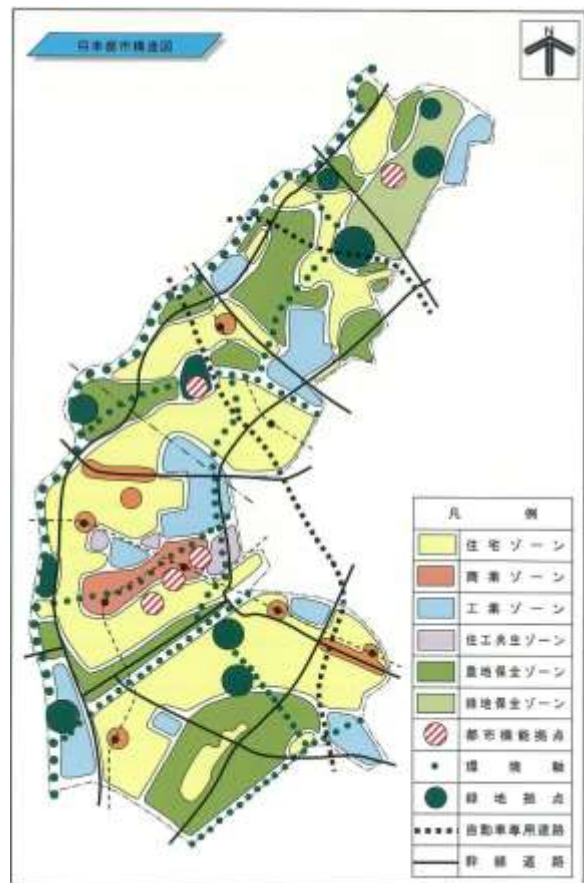 目標都市構造図
N
凡例
住宅ゾーン
商業ゾーン
工業ゾーン
住工共生ゾーン
農地保全ゾーン
緑地保全ゾーン
都市機能拠点
環境軸
緑地拠点
自動車専用道路
幹線道路